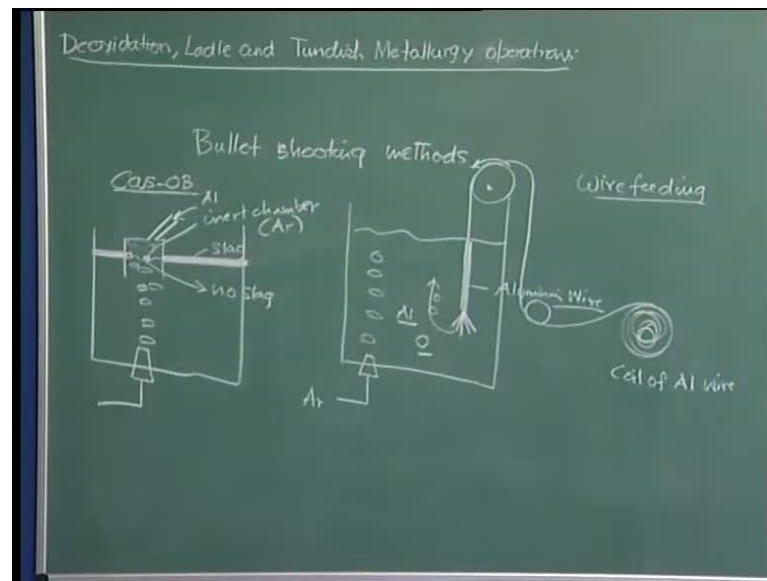 Deoxidation, Ladle and Tundish Metallurgy operations.
Bullet shooting methods
Cas-OB
Al
inert chamber
(Ar)
slag
no slag
Wire feeding
Al
O
Aluminium Wire
Ar
Coil of Al wire